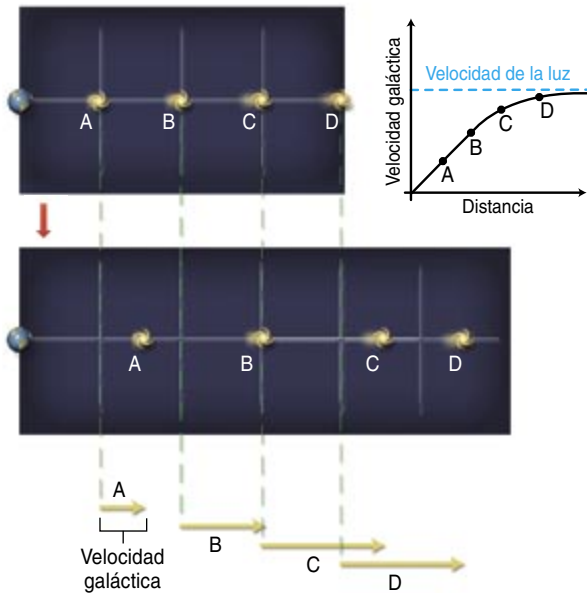 A
B
C
D
Velocidad galáctica
Velocidad de la luz
A
B
C
D
Distancia
A
B
C
D
A
Velocidad
galáctica
B
C
D